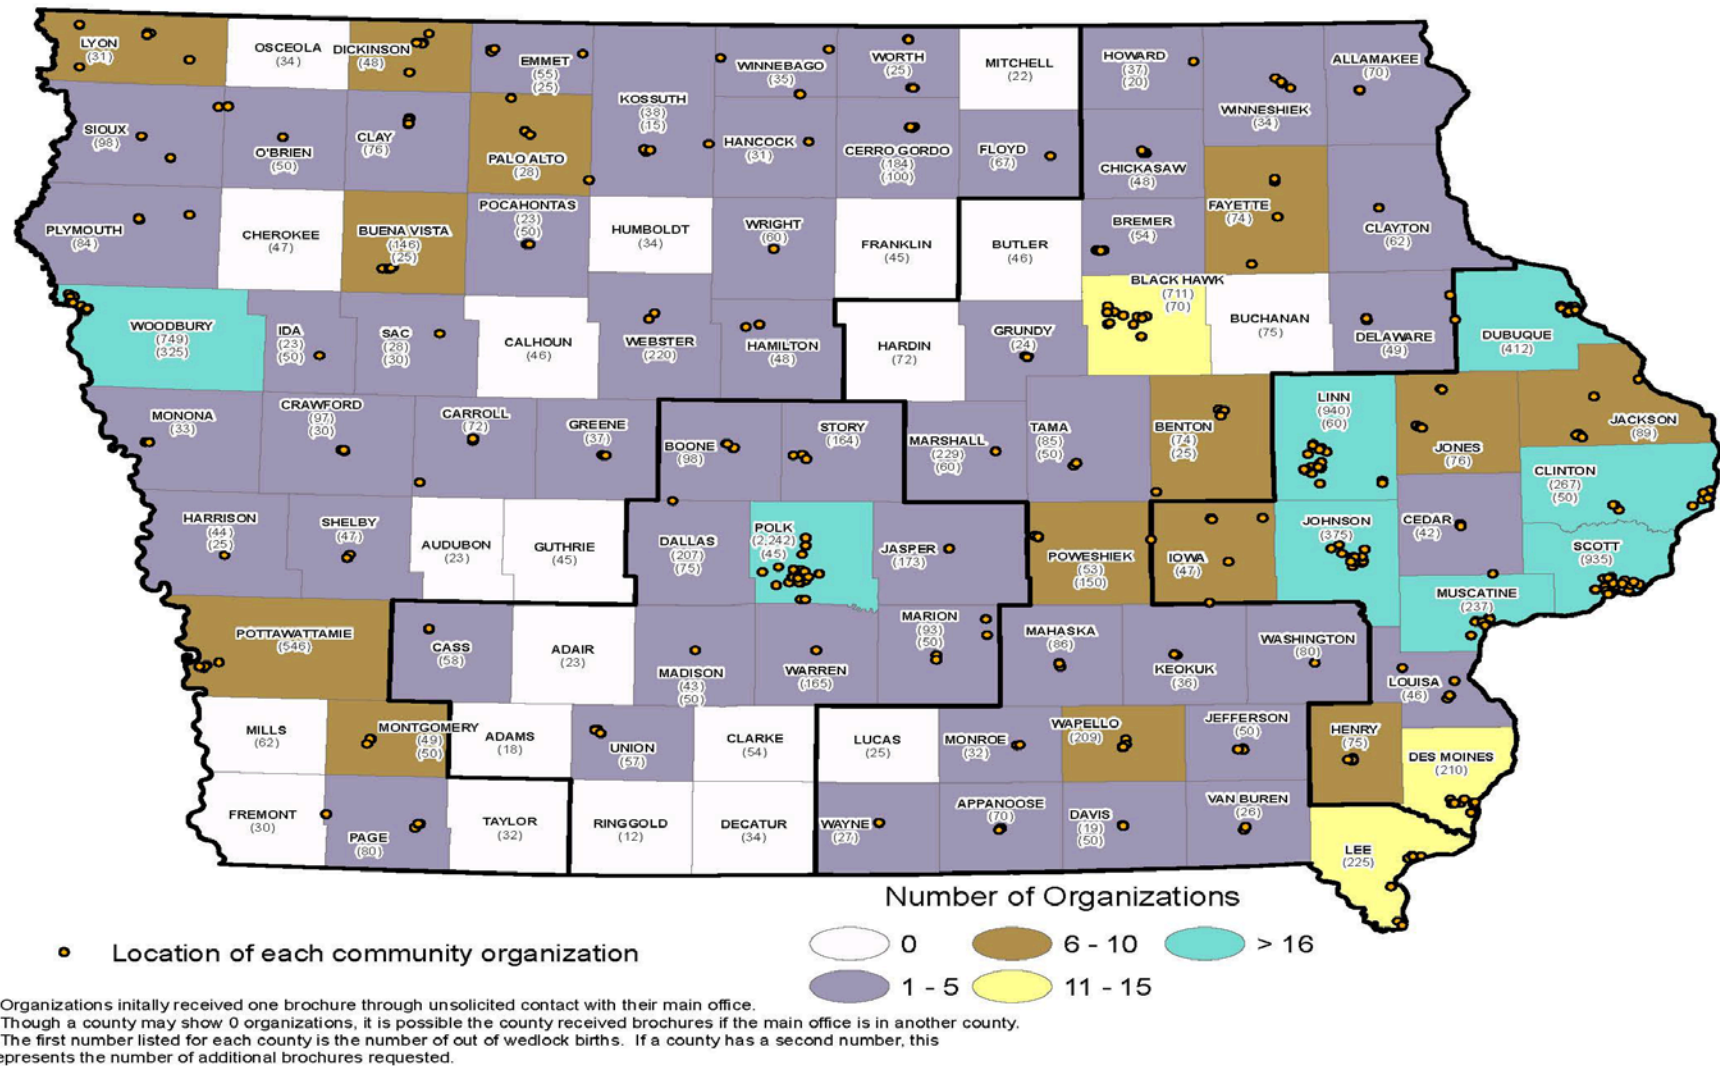 LYON
(31)
OSCEOLA
(34)
DICKINSON
(48)
EMMET
(55)
(25)
KOSSUTH
(38)
(15)
WINNEBAGO
(35)
WORTH
(25)
MITCHELL
(22)
HOWARD
(37)
(20)
WINNESHIEK
(34)
ALLAMAKEE
(70)
SIOUX
(98)
O'BRIEN
(50)
CLAY
(76)
PALO ALTO
(28)
HANCOCK
(31)
CERRO GORDO
(184)
(100)
FLOYD
(67)
CHICKASAW
(48)
PLYMOUTH
(84)
CHEROKEE
(47)
BUENA VISTA
(146)
(25)
POCAHONTAS
(23)
(50)
HUMBOLDT
(34)
WRIGHT
(60)
FRANKLIN
(45)
BUTLER
(46)
BREMER
(54)
FAYETTE
(74)
CLAYTON
(62)
WOODBURY
(749)
(325)
IDA
(23)
(50)
SAC
(28)
(30)
CALHOUN
(46)
WEBSTER
(220)
HAMILTON
(48)
HARDIN
(72)
GRUNDY
(24)
BLACK HAWK
(711)
(70)
BUCHANAN
(75)
DELAWARE
(49)
DUBUQUE
(412)
MONONA
(33)
CRAWFORD
(97)
(30)
CARROLL
(72)
GREENE
(37)
BOONE
(98)
STORY
(164)
MARSHALL
(229)
(60)
TAMA
(85)
(50)
BENTON
(74)
(25)
LINN
(940)
(60)
JONES
(76)
JACKSON
(89)
CLINTON
(267)
(50)
HARRISON
(44)
(25)
SHELBY
(47)
AUDUBON
(23)
GUTHRIE
(45)
DALLAS
(207)
(75)
POLK
(2,242)
(45)
JASPER
(173)
POWESHIEK
(53)
(150)
IOWA
(47)
JOHNSON
(375)
CEDAR
(42)
SCOTT
(935)
MUSCATINE
(237)
POTTAWATTAMIE
(546)
CASS
(58)
ADAIR
(23)
MADISON
(43)
(50)
WARREN
(165)
MARION
(93)
(50)
MAHASKA
(86)
KEOKUK
(36)
WASHINGTON
(80)
LOUISA
(46)
MILLS
(62)
MONTGOMERY
(49)
(50)
ADAMS
(18)
UNION
(57)
CLARKE
(54)
LUCAS
(25)
MONROE
(32)
WAPELLO
(209)
JEFFERSON
(50)
HENRY
(75)
DES MOINES
(210)
FREMONT
(30)
PAGE
(80)
TAYLOR
(32)
RINGGOLD
(12)
DECATUR
(34)
WAYNE
(27)
APPANOOSE
(70)
DAVIS
(19)
(50)
VAN BUREN
(26)
LEE
(225)
Number of Organizations
0
6 - 10
> 16
1 - 5
11 - 15
Location of each community organization
Organizations initally received one brochure through unsolicited contact with their main office.
Though a county may show 0 organizations, it is possible the county received brochures if the main office is in another county.
The first number listed for each county is the number of out of wedlock births. If a county has a second number, this
epresents the number of additional brochures requested.